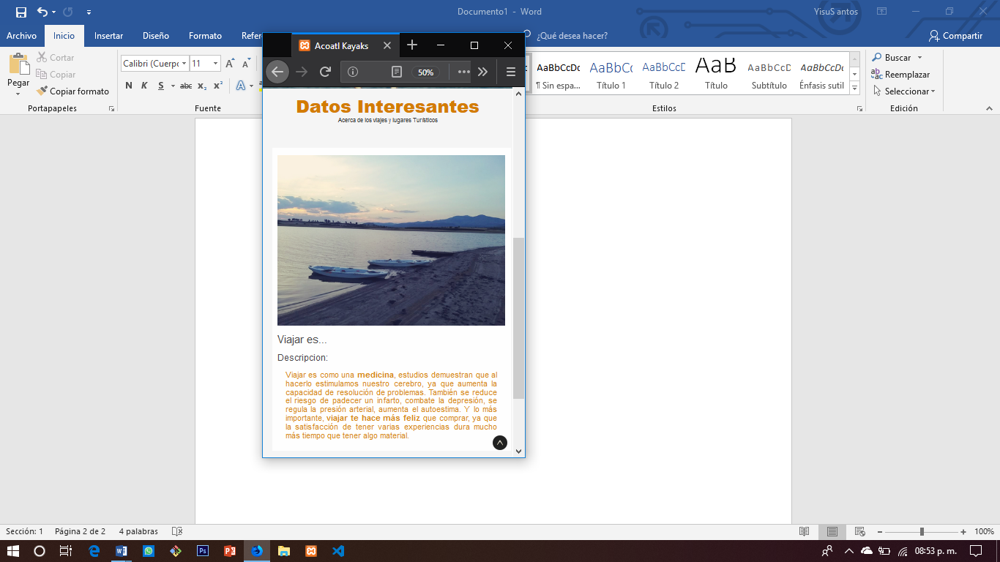 Documento1 - Word
YisuS antos
Archivo
Inicio
Insertar
Diseño
Formato
Refer
¿Qué desea hacer?
Compartir
Pegar
Cortar
Copiar
Copiar formato
Portapapeles
Calibri (Cuerpo
11
A A
N K S abc x₂ x² A
Fuente
AaBbCcDc
¶ Sin espa...
AaBbCc
Título 1
AaBbCcD
Título 2
AaB
Título
AaBbCcD
Subtítulo
AaBbCcDc
Énfasis sutil
Estilos
Buscar
Reemplazar
Seleccionar
Edición
Acoatl Kayaks
50%
Datos Interesantes
Acerca de los viajes y lugares Turísticos
Viajar es...
Descripcion:
Viajar es como una medicina, estudios demuestran que al
hacerlo estimulamos nuestro cerebro, ya que aumenta la
capacidad de resolución de problemas. También se reduce
el riesgo de padecer un infarto, combate la depresión, se
regula la presión arterial, aumenta el autoestima. Y lo más
importante, viajar te hace más feliz que comprar, ya que
la satisfacción de tener varias experiencias dura mucho
más tiempo que tener algo material.
Sección: 1
Página 2 de 2
4 palabras
100%
08:53 p. m.